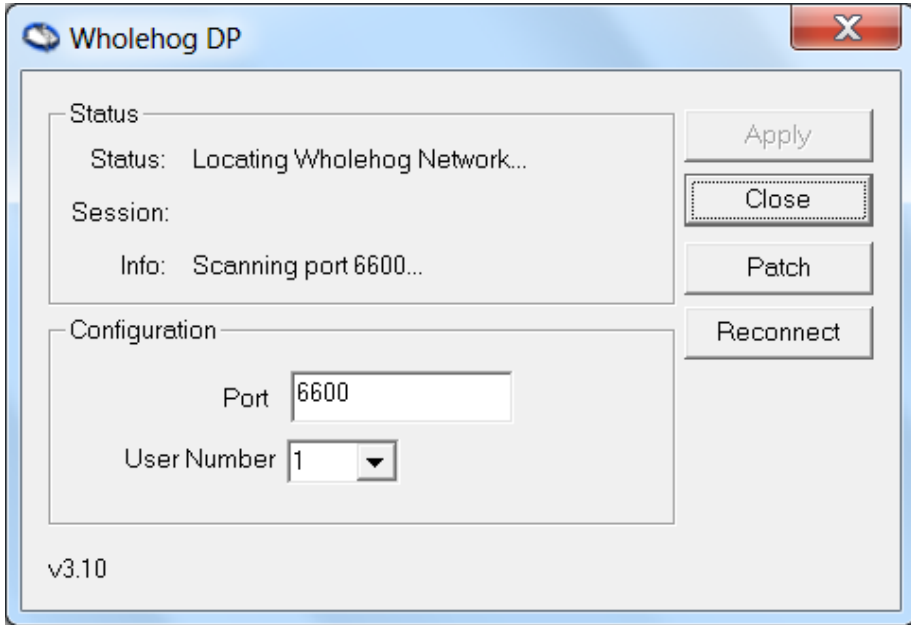 Wholehog DP
Status
Status: Locating Wholehog Network...
Session:
Info: Scanning port 6600...
Apply
Close
Patch
Reconnect
Configuration
Port 6600
User Number 1
v3.10